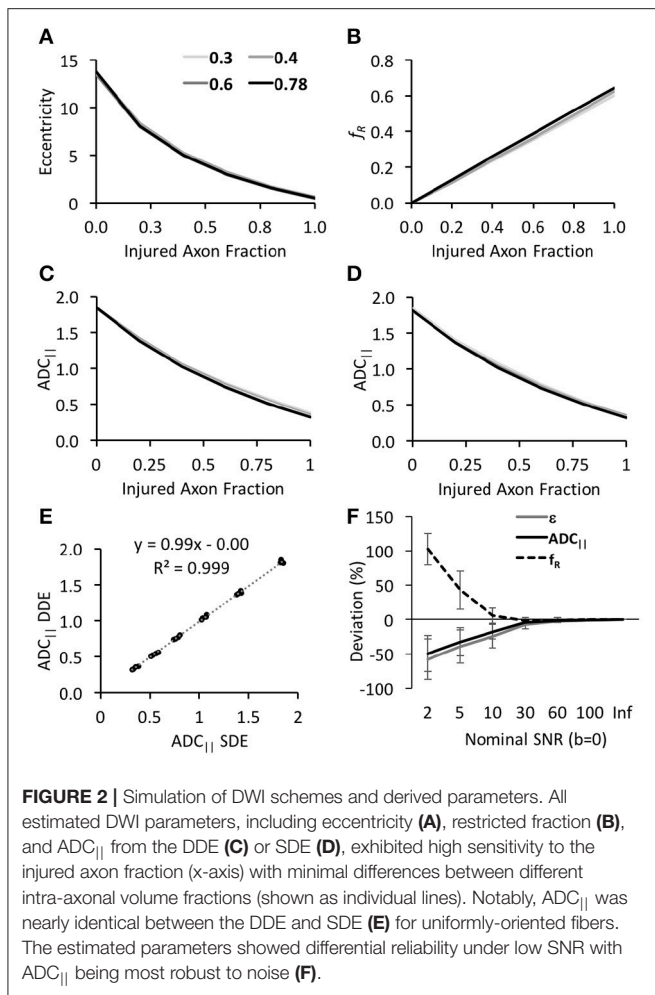 A
B
0.3 0.4
0.6 0.78
15
10
5
0
Eccentricity
0.0 0.3 0.5 0.8 1.0
Injured Axon Fraction
0.8
0.6
0.4
0.2
0.0
fR
0.0 0.2 0.4 0.6 0.8 1.0
Injured Axon Fraction
C
D
2.0
1.5
1.0
0.5
0.0
ADC||
0 0.25 0.5 0.75 1
Injured Axon Fraction
2.0
1.5
1.0
0.5
0.0
ADC||
0 0.25 0.5 0.75 1
Injured Axon Fraction
E
F
y = 0.99x - 0.00
R² = 0.999
2.0
1.5
1.0
0.5
0.0
ADC|| DDE
0 0.5 1 1.5 2
ADC|| SDE
ε
ADC||
fR
150
100
50
0
-50
-100
Deviation (%)
2 5 10 30 60 100 Inf
Nominal SNR (b=0)
FIGURE 2 | Simulation of DWI schemes and derived parameters. All
estimated DWI parameters, including eccentricity (A), restricted fraction (B),
and ADC|| from the DDE (C) or SDE (D), exhibited high sensitivity to the
injured axon fraction (x-axis) with minimal differences between different
intra-axonal volume fractions (shown as individual lines). Notably, ADC|| was
nearly identical between the DDE and SDE (E) for uniformly-oriented fibers.
The estimated parameters showed differential reliability under low SNR with
ADC|| being most robust to noise (F).